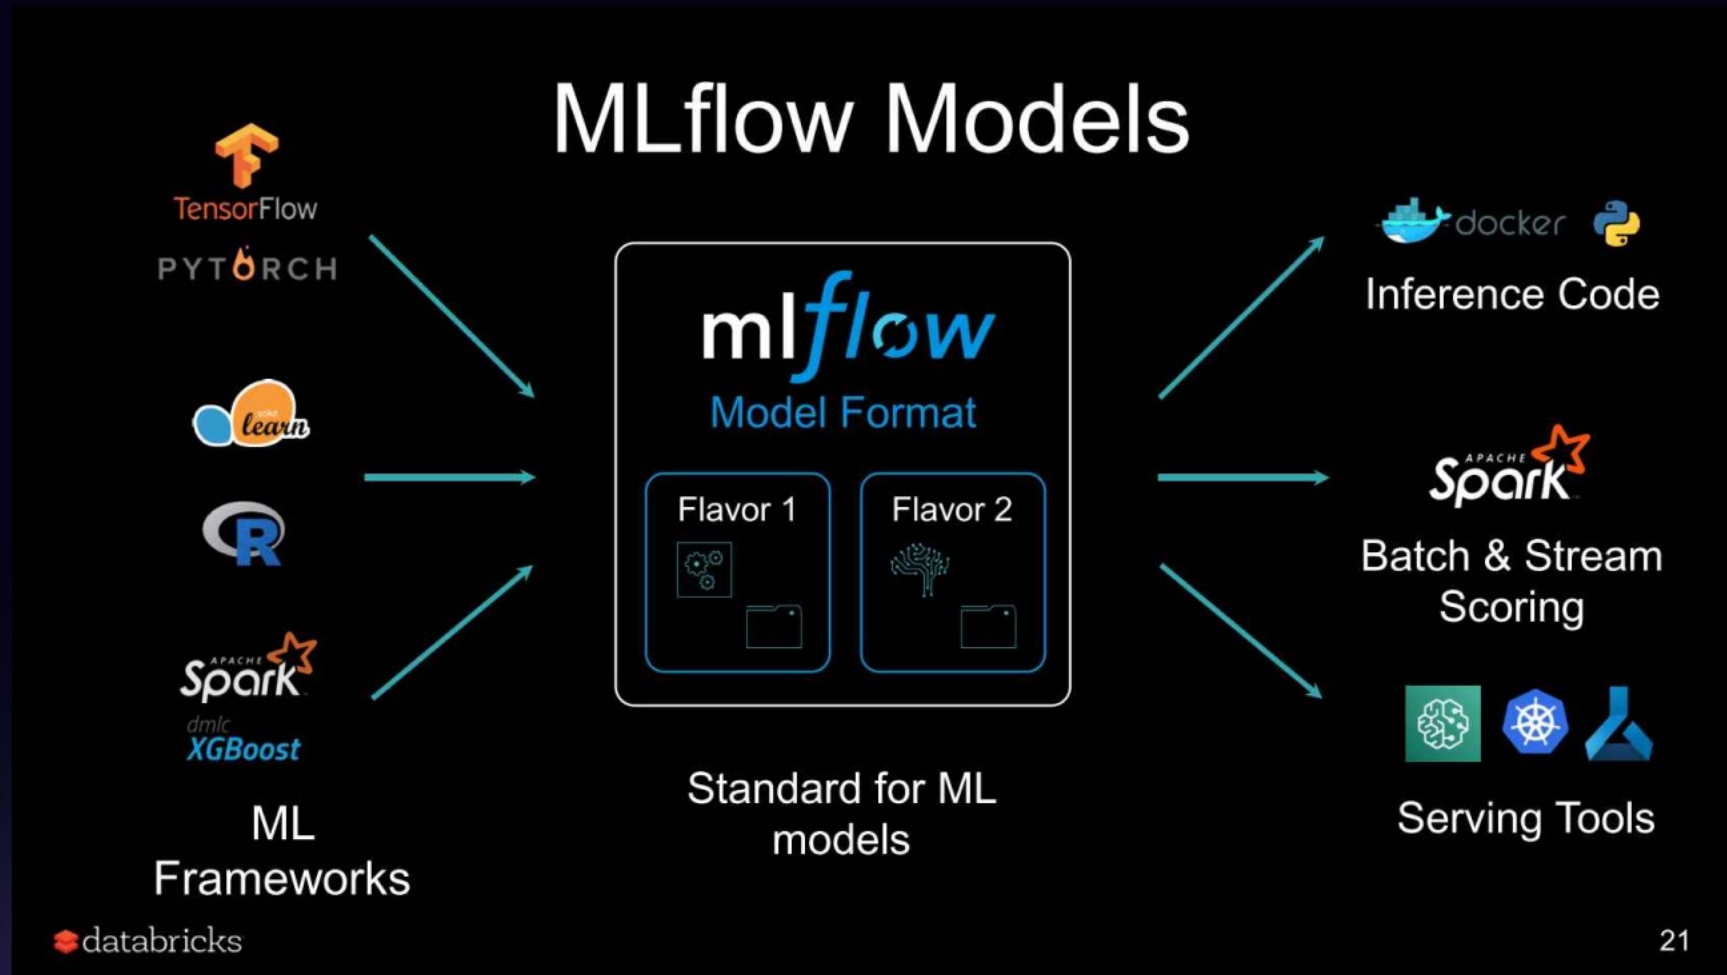 MLflow Models
TensorFlow
PYTORCH
scikit
learn
R
APACHE
Spark
dmlc
XGBoost
ML
Frameworks
mlflow
Model Format
Flavor 1
Flavor 2
Standard for ML
models
docker
Inference Code
APACHE
Spark
Batch & Stream
Scoring
Serving Tools
databricks
21